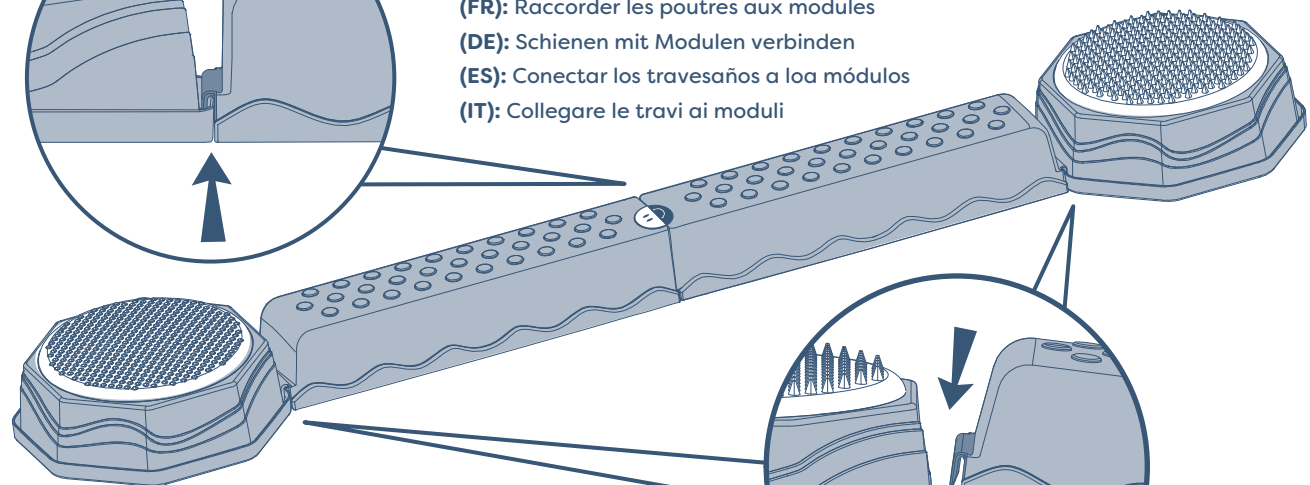 (FR): Raccorder les poutres aux modules
(DE): Schienen mit Modulen verbinden
(ES): Conectar los travesaños a loa módulos
(IT): Collegare le travi ai moduli